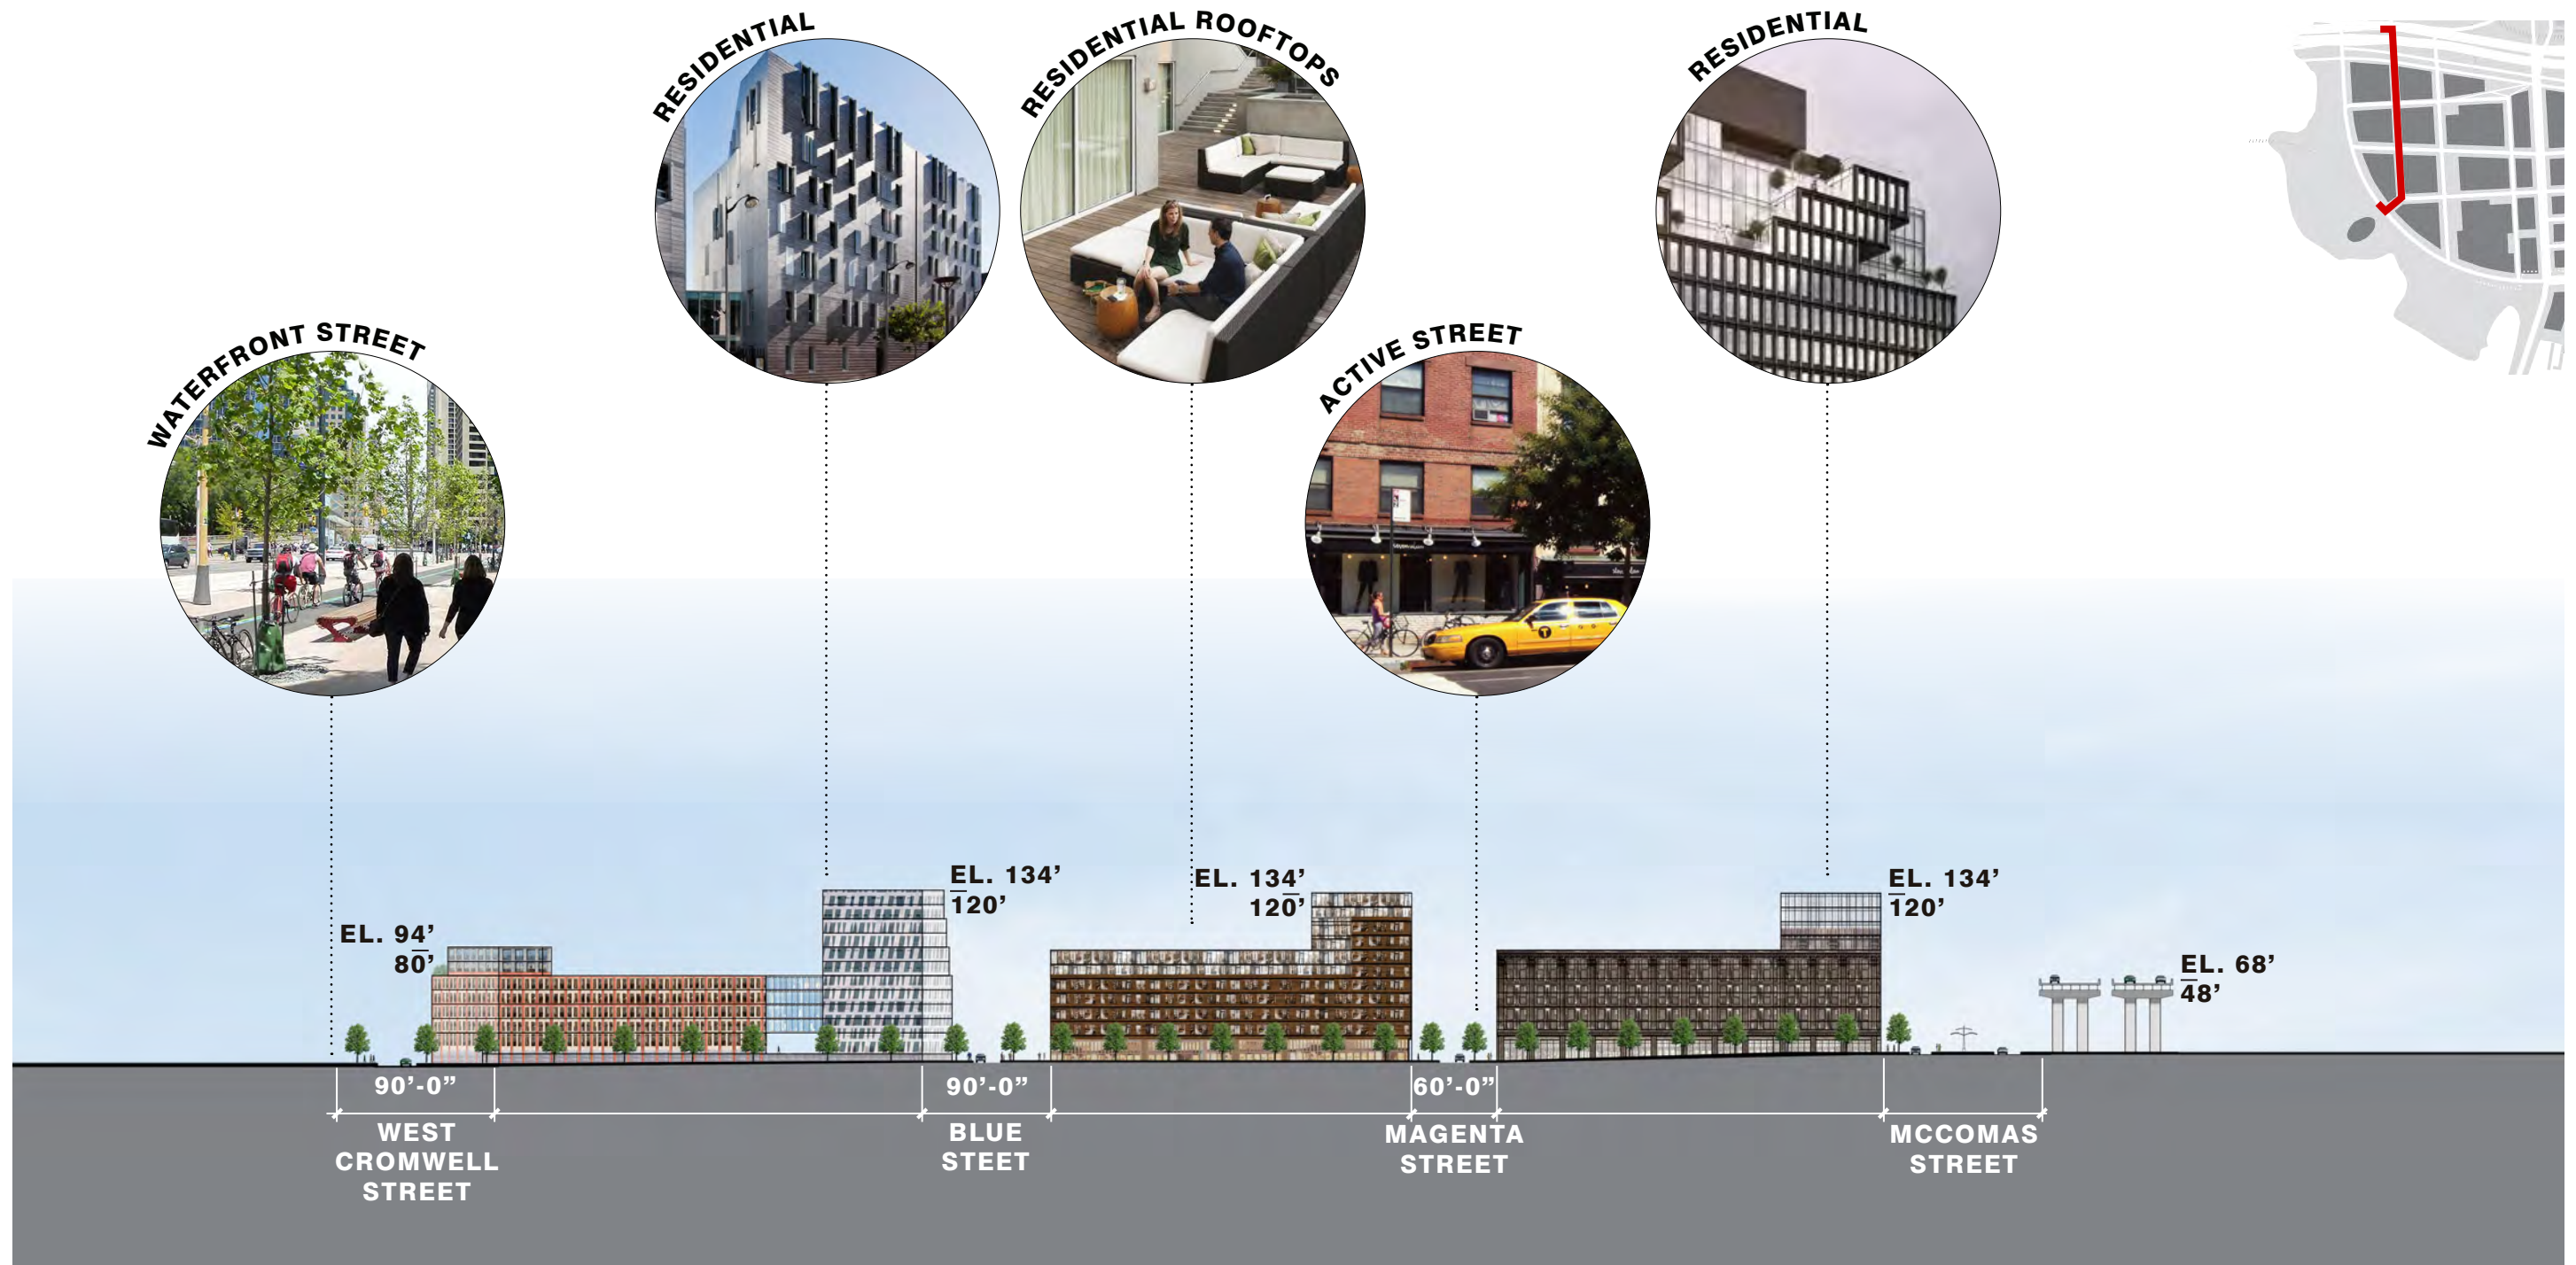 RESIDENTIAL
RESIDENTIAL ROOFTOPS
RESIDENTIAL
WATERFRONT STREET
ACTIVE STREET
T
EL. 94’
80’
EL. 134’
120’
EL. 134’
120’
EL. 134’
120’
EL. 68’
48’
90’-0”
90’-0”
60’-0”
WEST
CROMWELL
STREET
BLUE
STEET
MAGENTA
STREET
MCCOMAS
STREET